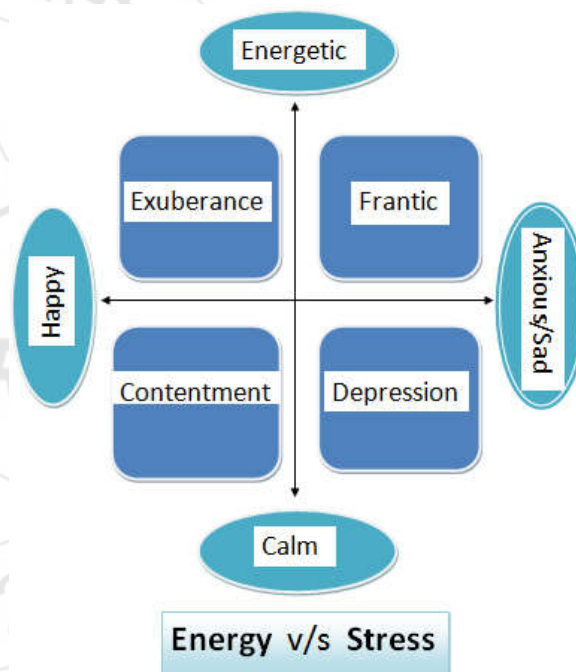 Energetic
Exuberance
Frantic
Happy
Anxious/Sad
Contentment
Depression
Calm
Energy v/s Stress